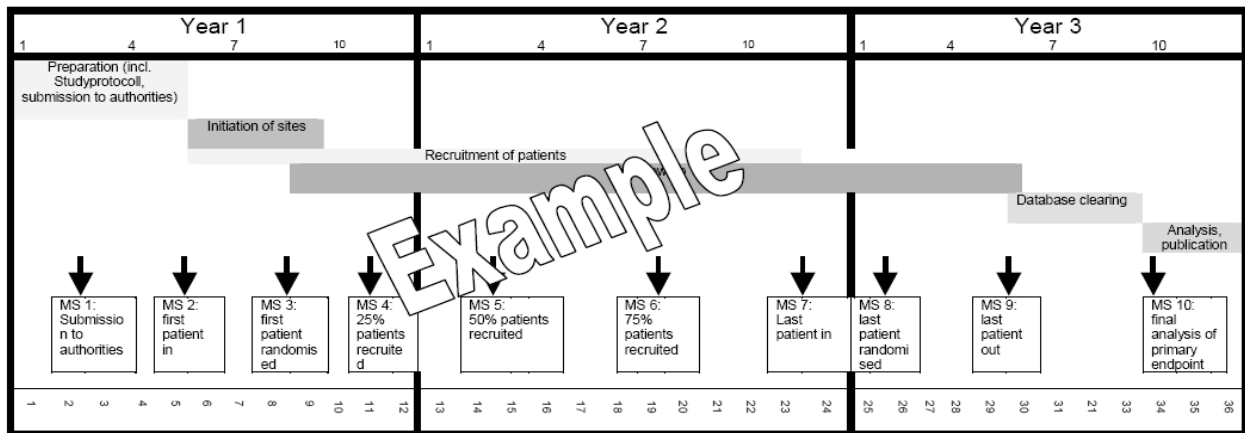 Year 1
Year 2
Year 3
1 4 7 10 1 4 7 10 1 4 7 10
Preparation (incl.
Studyprotocoll,
submission to authorities)
Initiation of sites
Recruitment of patients
Database clearing
Analysis,
publication
Example
MS 1:
Submissio
n to
authorities
MS 2:
first
patient
in
MS 3:
first
patient
randomis
ed
MS 4:
25%
patients
recruite
d
MS 5:
50% patients
recruited
MS 6:
75%
patients
recruited
MS 7:
Last
patient in
MS 8:
last
patient
randomi
sed
MS 9:
last
patient
out
MS 10:
final
analysis of
primary
endpoint
1 2 3 4 5 6 7 8 9 10 11 12 13 14 15 16 17 18 19 20 21 22 23 24 25 26 27 28 29 30 21 33 34 35 36